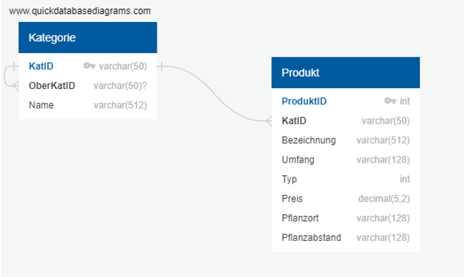 www.quickdatabasediagrams.com
Kategorie
KatID varchar(50)
OberKatID varchar(50)?
Name varchar(512)
Produkt
ProduktID int
KatID varchar(50)
Bezeichnung varchar(512)
Umfang varchar(128)
Typ int
Preis decimal(5,2)
Pflanzort varchar(128)
Pflanzabstand varchar(128)